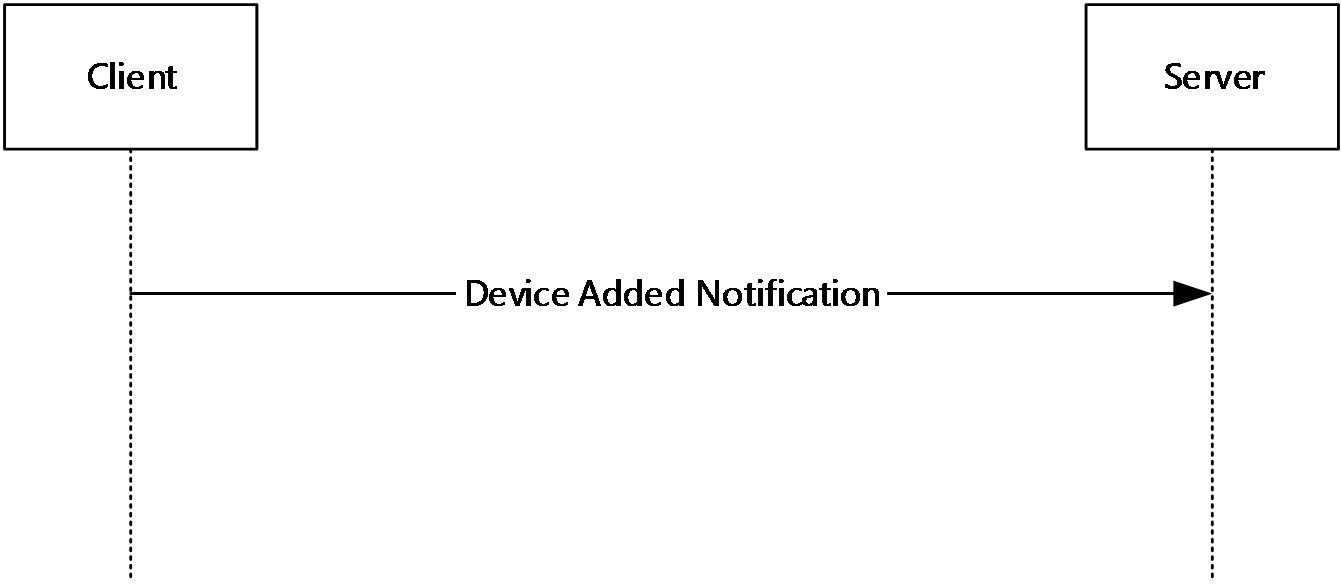 Client
Server
Device Added Notification